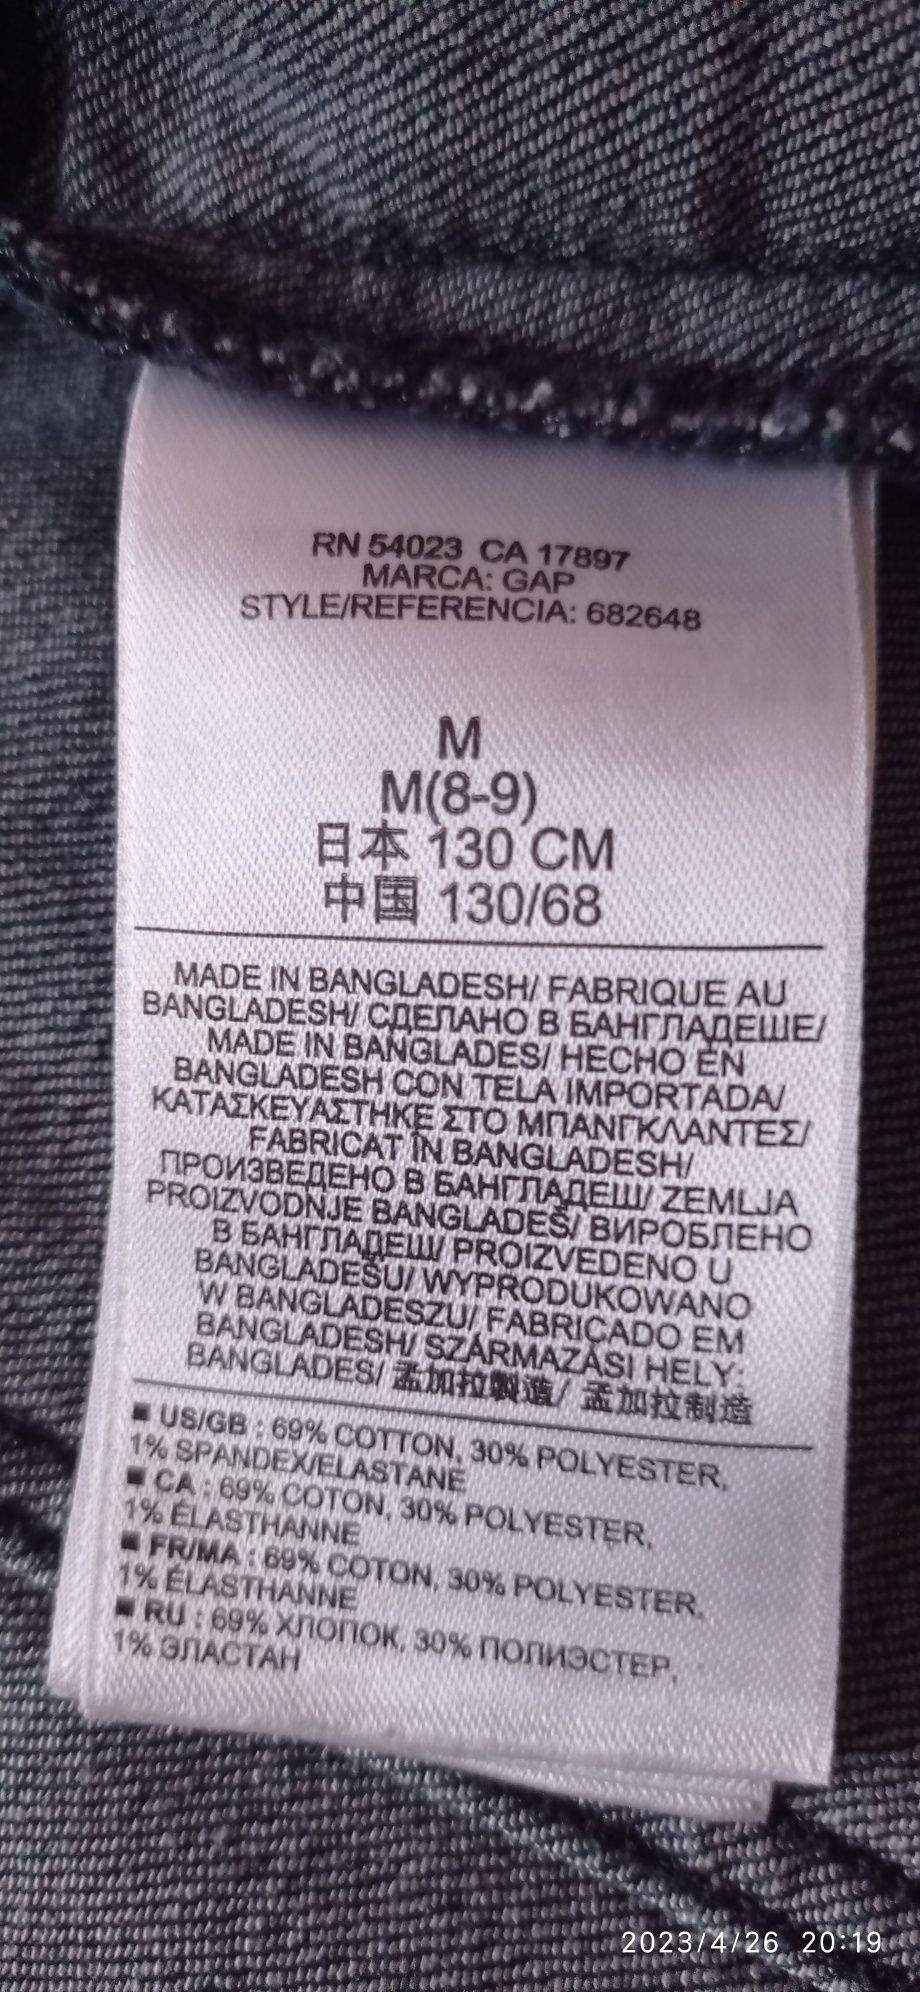 RN 54023 CA 17897
MARCA: GAP
STYLE/REFERENCIA: 682648
M
M(8-9)
日本 130 CM
中国 130/68
MADE IN BANGLADESH/ FABRIQUE AU
BANGLADESH/ СДЕЛАНО В БАНГЛАДЕШЕ/
MADE IN BANGLADES/ HECHO EN
BANGLADESH CON TELA IMPORTADA/
ΚΑΤΑΣΚΕΥΑΣΤΗΚΕ ΣΤΟ ΜΠΑΝΓΚΛΑΝΤΕΣ/
FABRICAT ÎN BANGLADESH/
ПРОИЗВЕДЕНО В БАНГЛАДЕШ/ ZEMLJA
PROIZVODNJE BANGLADEŠ/ ВИРОБЛЕНО
В БАНГЛАДЕШ/ PROIZVEDENO U
BANGLADEŠU/ WYPRODUKOWANO
W BANGLADESZU/ FABRICADO EM
BANGLADESH/ SZÁRMAZÁSI HELY:
BANGLADES/ 孟加拉製造/ 孟加拉制造
■ US/GB : 69% COTTON, 30% POLYESTER,
1% SPANDEX/ELASTANE
■ CA : 69% COTON, 30% POLYESTER,
1% ÉLASTHANNE
■ FR/MA : 69% COTON, 30% POLYESTER,
1% ÉLASTHANNE
■ RU : 69% ХЛОПОК, 30% ПОЛИЭСТЕР,
1% ЭЛАСТАН
2023/4/26 20:19